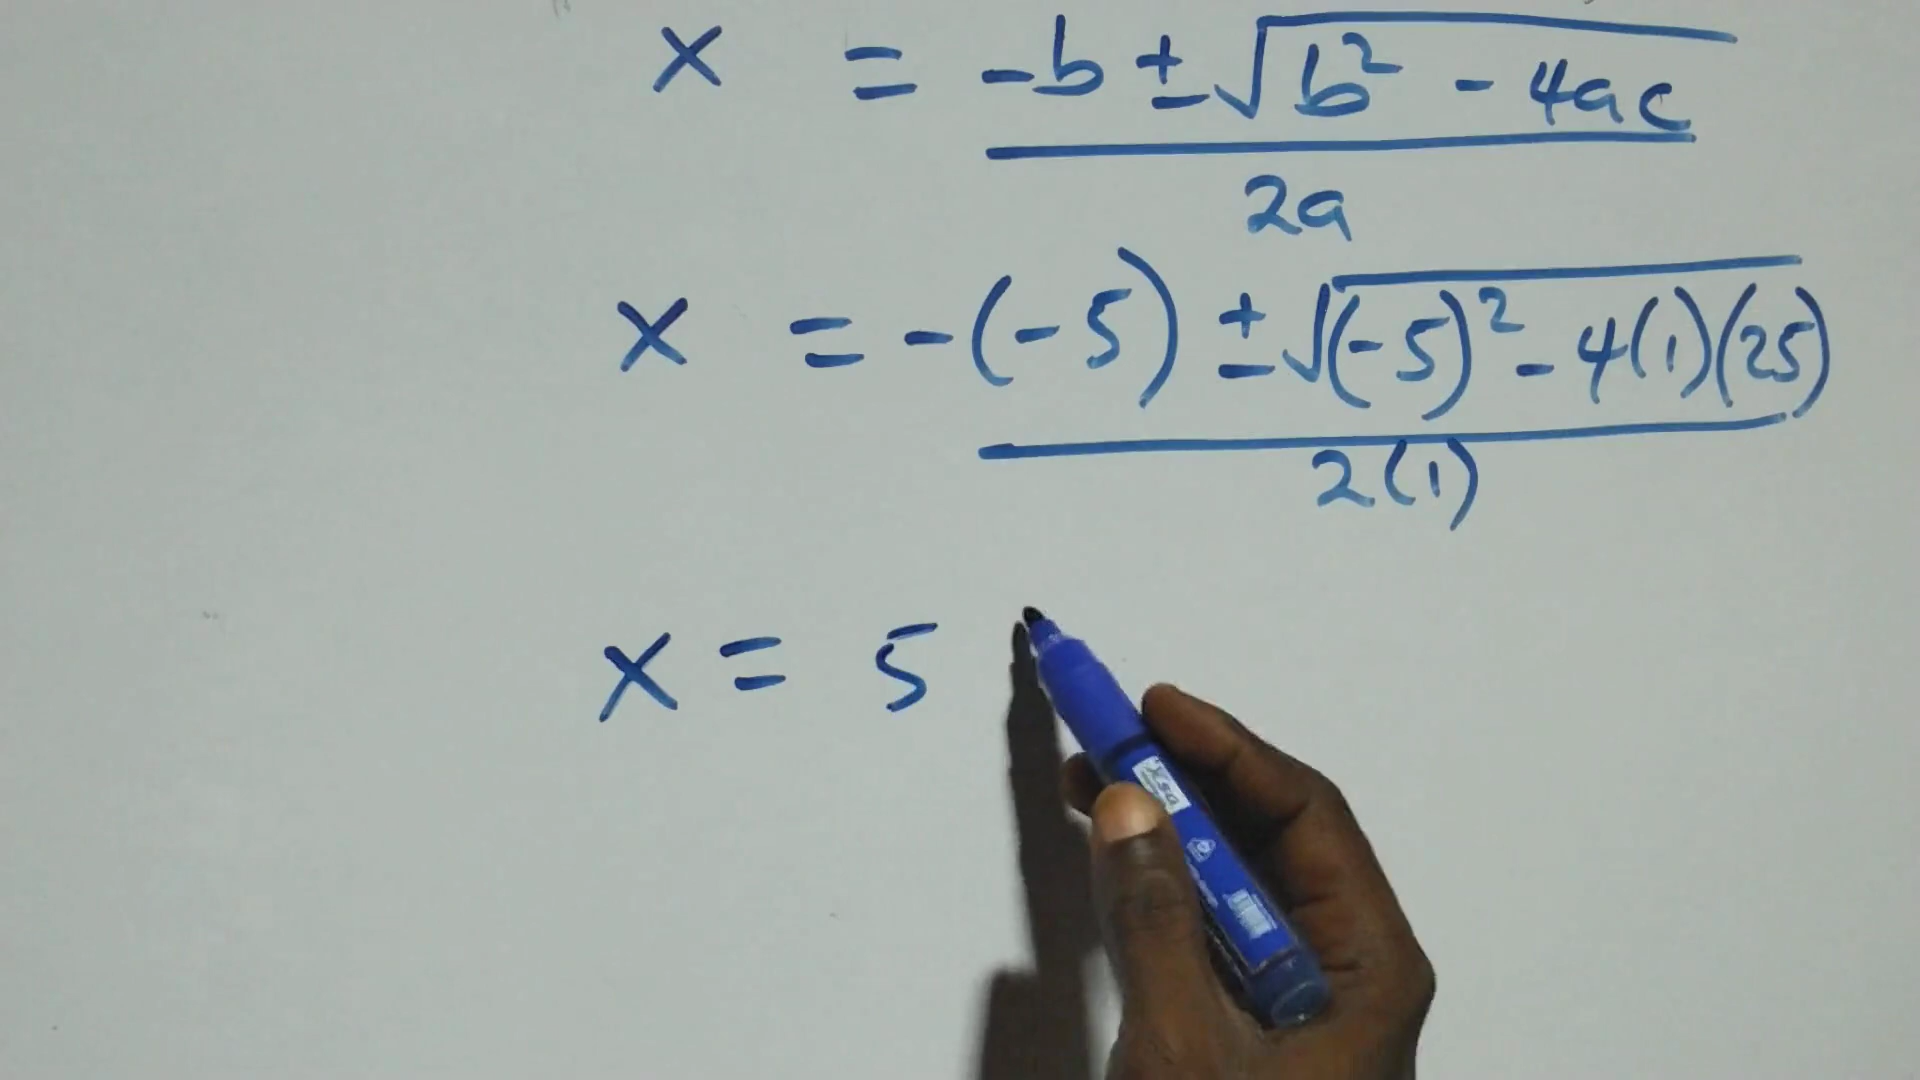 x = -b ± √b² - 4ac
2a
x = -(-5) ± √(-5)² - 4(1)(25)
2(1)
x = 5